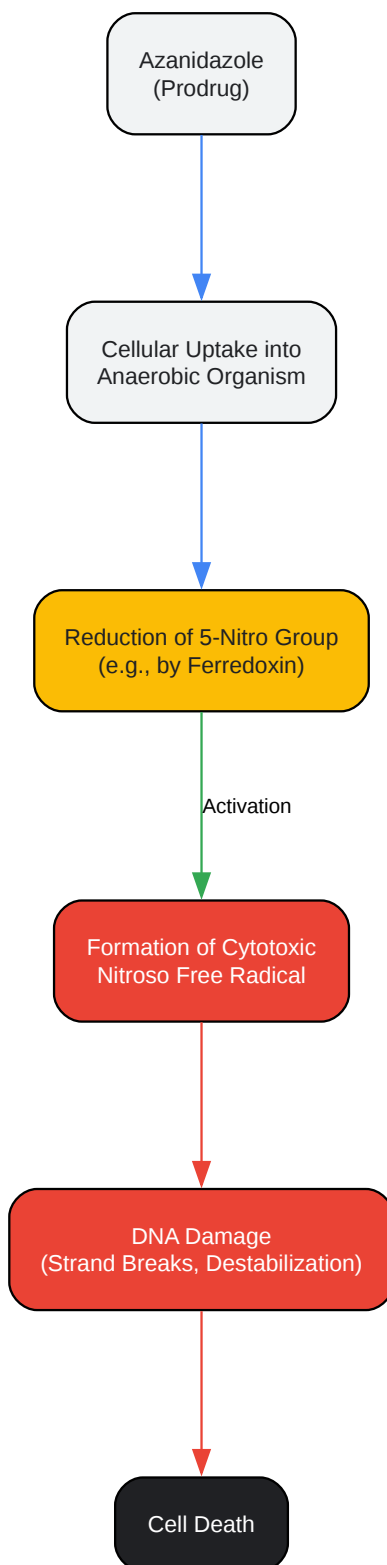 Azanidazole
(Prodrug)
Cellular Uptake into
Anaerobic Organism
Reduction of 5-Nitro Group
(e.g., by Ferredoxin)
Activation
Formation of Cytotoxic
Nitroso Free Radical
DNA Damage
(Strand Breaks, Destabilization)
Cell Death